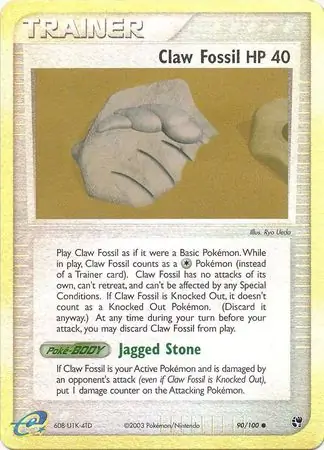 TRAINER
Claw Fossil HP 40
Illus. Ryo Ueda
Play Claw Fossil as if it were a Basic Pokémon. While
in play, Claw Fossil counts as a Pokémon (instead
of a Trainer card). Claw Fossil has no attacks of its
own, can't retreat, and can't be affected by any Special
Conditions. If Claw Fossil is Knocked Out, it doesn't
count as a Knocked Out Pokémon. (Discard it
anyway.) At any time during your turn before your
attack, you may discard Claw Fossil from play.
Poké-BODY Jagged Stone
If Claw Fossil is your Active Pokémon and is damaged by
an opponent's attack (even if Claw Fossil is Knocked Out),
put 1 damage counter on the Attacking Pokémon.
e 608-U1K-4TD ©2003 Pokémon/Nintendo 90/100 ●